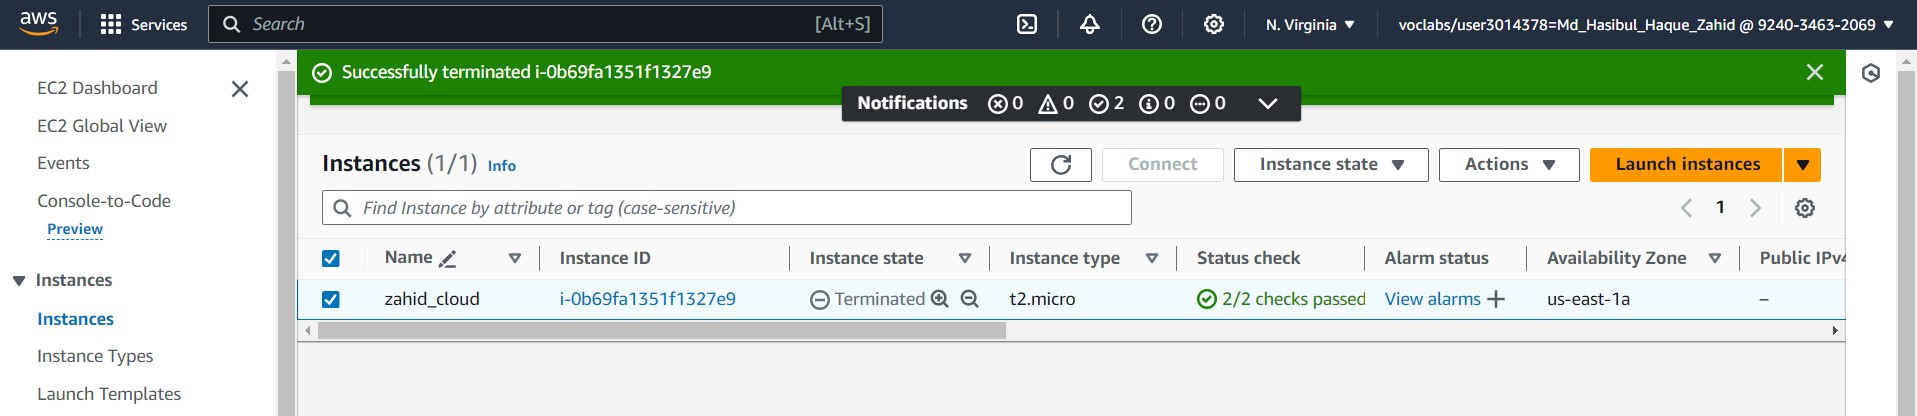 aws
Services
Search
[Alt+S]
N. Virginia
voclabs/user3014378=Md_Hasibul_Haque_Zahid @ 9240-3463-2069
EC2 Dashboard
EC2 Global View
Events
Console-to-Code
Preview
Instances
Instances
Instance Types
Launch Templates
Successfully terminated i-0b69fa1351f1327e9
Notifications 0 0 2 0 0
Instances (1/1) Info
Connect
Instance state
Actions
Launch instances
Find Instance by attribute or tag (case-sensitive)
1
Name Instance ID Instance state Instance type Status check Alarm status Availability Zone Public IPv4
zahid_cloud i-0b69fa1351f1327e9 Terminated t2.micro 2/2 checks passed View alarms + us-east-1a –